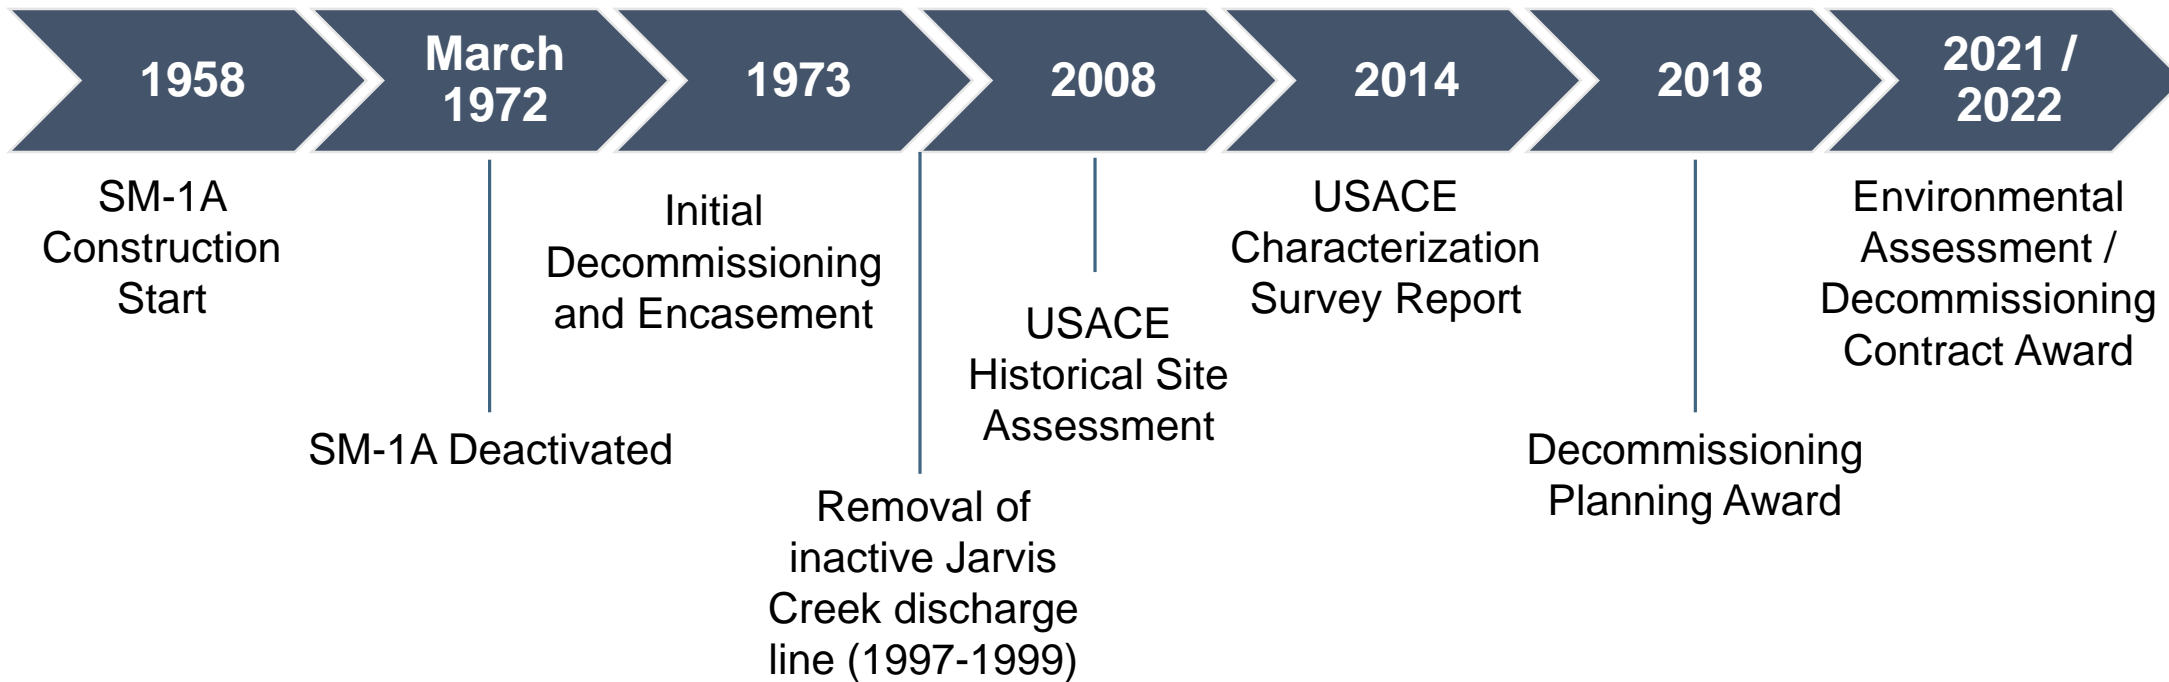 1958
March
1972
1973
2008
2014
2018
2021 /
2022
SM-1A
Construction
Start
SM-1A Deactivated
Initial
Decommissioning
and Encasement
Removal of
inactive Jarvis
Creek discharge
line (1997-1999)
USACE
Historical Site
Assessment
USACE
Characterization
Survey Report
Decommissioning
Planning Award
Environmental
Assessment /
Decommissioning
Contract Award